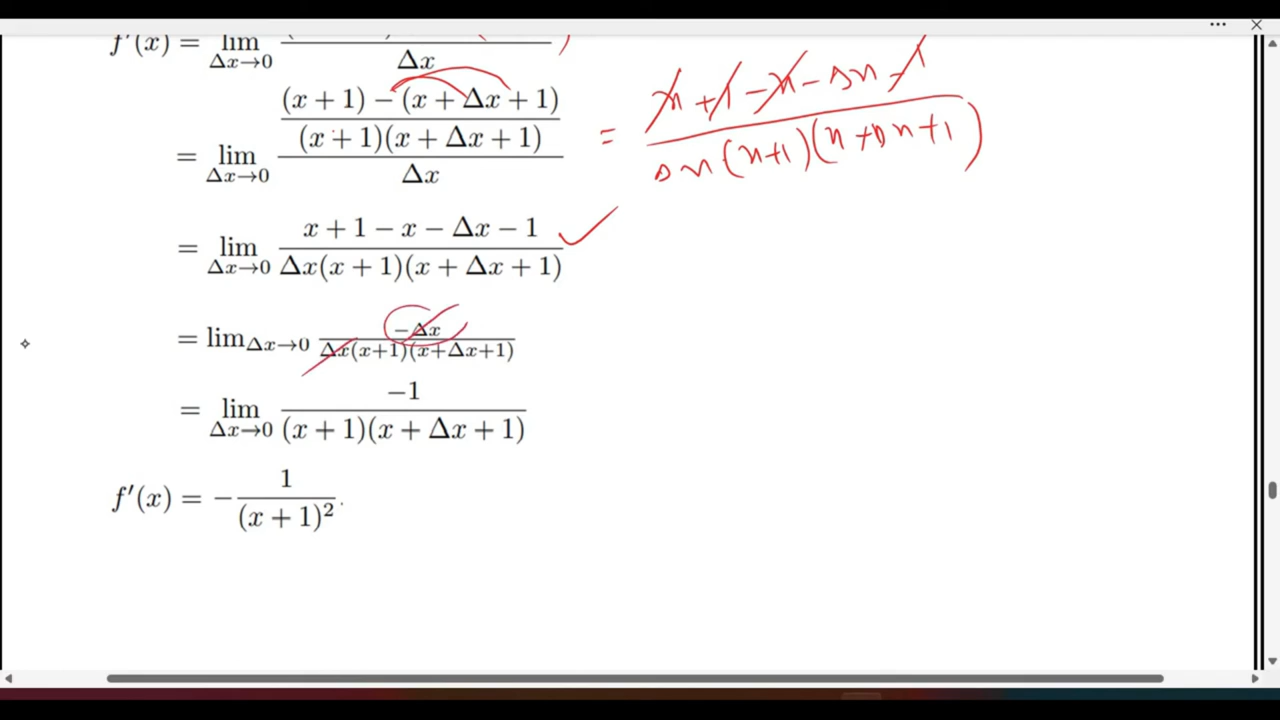 f′(x) = lim Δx→0 Δx
= lim Δx→0 ((x + 1) − (x + Δx + 1))/((x + 1)(x + Δx + 1)) / Δx
= (x + 1 − x − Δx − 1)/(Δx(x+1)(x+Δx+1))
= lim Δx→0 (x + 1 − x − Δx − 1)/(Δx(x + 1)(x + Δx + 1))
= lim Δx→0 −Δx/(Δx(x+1)(x+Δx+1))
= lim Δx→0 −1/((x + 1)(x + Δx + 1))
f′(x) = − 1/(x + 1)².